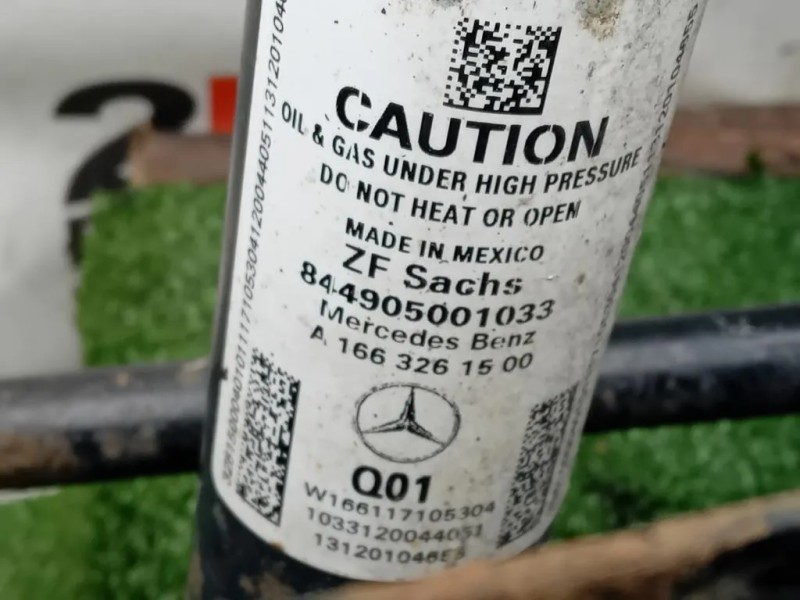 CAUTION
OIL & GAS UNDER HIGH PRESSURE
DO NOT HEAT OR OPEN
MADE IN MEXICO
ZF Sachs
844905001033
Mercedes Benz
A 166 326 15 00
Q01
W166117105304
1033120044051
131201046ES